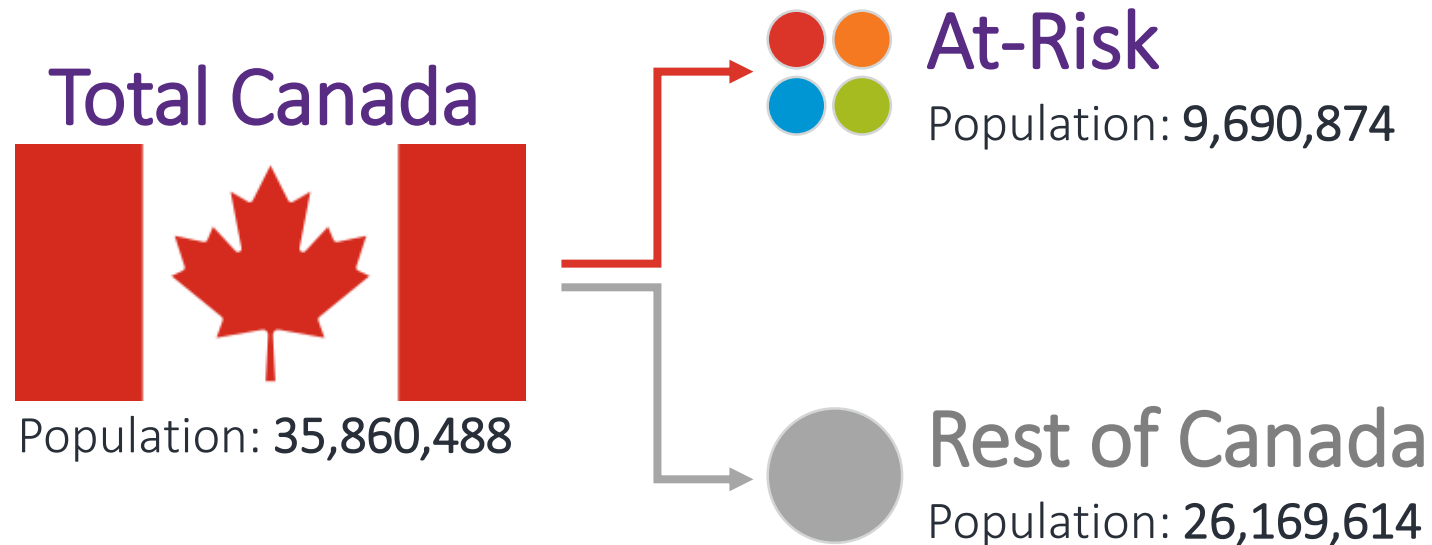 Total Canada
Population: 35,860,488
At-Risk
Population: 9,690,874
Rest of Canada
Population: 26,169,614